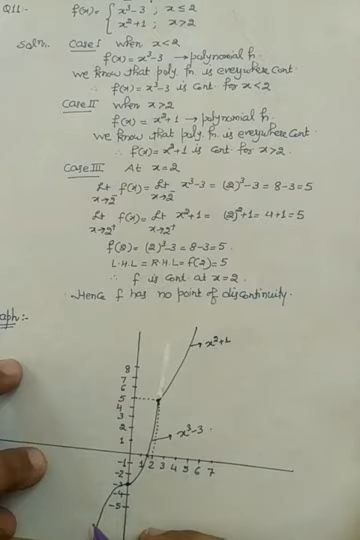 Q11:- f(x) = { x³-3 ; x ≤ 2
x²+1 ; x>2
Solm. Case I when x<2
f(x) = x³-3 → polynomial fn.
we know that poly. fn is everywhere cont.
∴ f(x) = x³-3 is cont. for x<2
Case II when x>2
f(x) = x²+1 → polynomial fn.
we know that poly. fn is everywhere cont.
∴ f(x) = x²+1 is cont. for x>2.
Case III At x=2
Lt x→2⁻ f(x) = Lt x→2⁻ x³-3 = (2)³-3 = 8-3=5
Lt x→2⁺ f(x) = Lt x→2⁺ x²+1 = (2)²+1 = 4+1=5
f(2) = (2)³-3 = 8-3=5.
L.H.L = R.H.L = f(2) = 5
∴ f is cont. at x=2.
Hence f has no point of discontinuity.
aph:-
x²+1
8
7
6
5
4
3
2
1
x³-3
1 2 3 4 5 6 7
-1
-2
-3
-4
-5